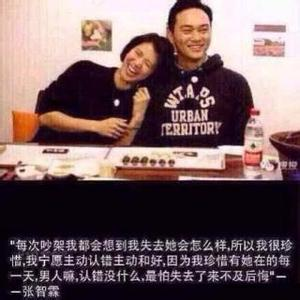 W.T.A.P.S
URBAN
TERRITORY
"每次吵架我都会想到我失去她会怎么样,所以我很珍
惜,我宁愿主动认错主动和好,因为我珍惜有她在的每
一天,男人嘛,认错没什么,最怕失去了来不及后悔"—
—张智霖